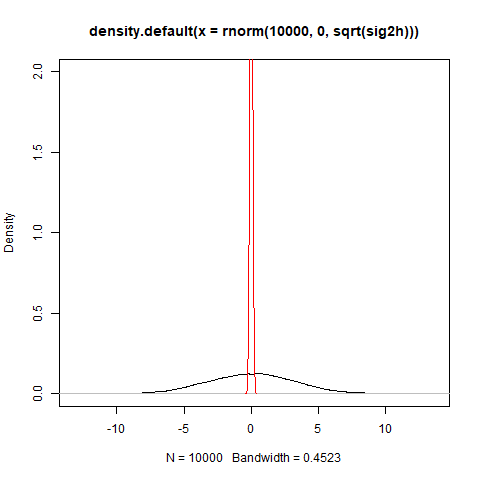 density.default(x = rnorm(10000, 0, sqrt(sig2h)))
Density
2.0
1.5
1.0
0.5
0.0
-10 -5 0 5 10
N = 10000 Bandwidth = 0.4523